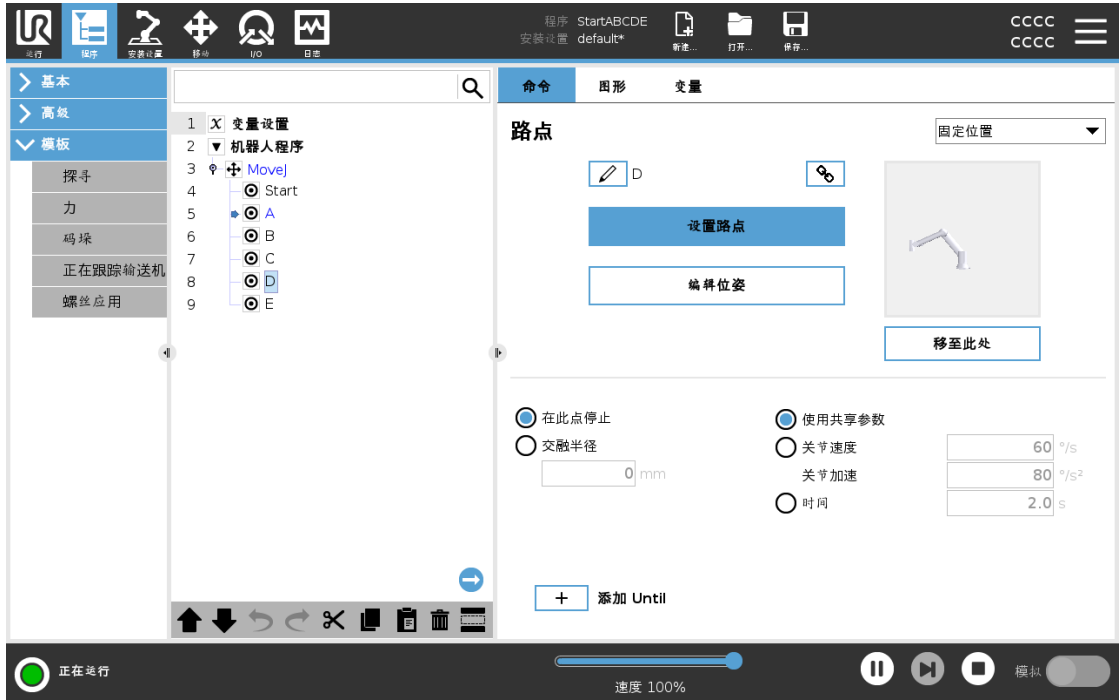 UR
运行
程序
安装设置
移动
I/O
日志
程序 StartABCDE
安装设置 default*
新建...
打开...
保存...
CCCC
CCCC
基本
高级
模板
探寻
力
码垛
正在跟踪输送机
螺丝应用
1 X 变量设置
2 机器人程序
3 MoveJ
4 Start
5 A
6 B
7 C
8 D
9 E
命令 图形 变量
路点
固定位置
D
设置路点
编辑位姿
移至此处
在此点停止
交融半径
0 mm
使用共享参数
关节速度 60 °/s
关节加速 80 °/s²
时间 2.0 s
+ 添加 Until
正在运行
速度 100%
模拟